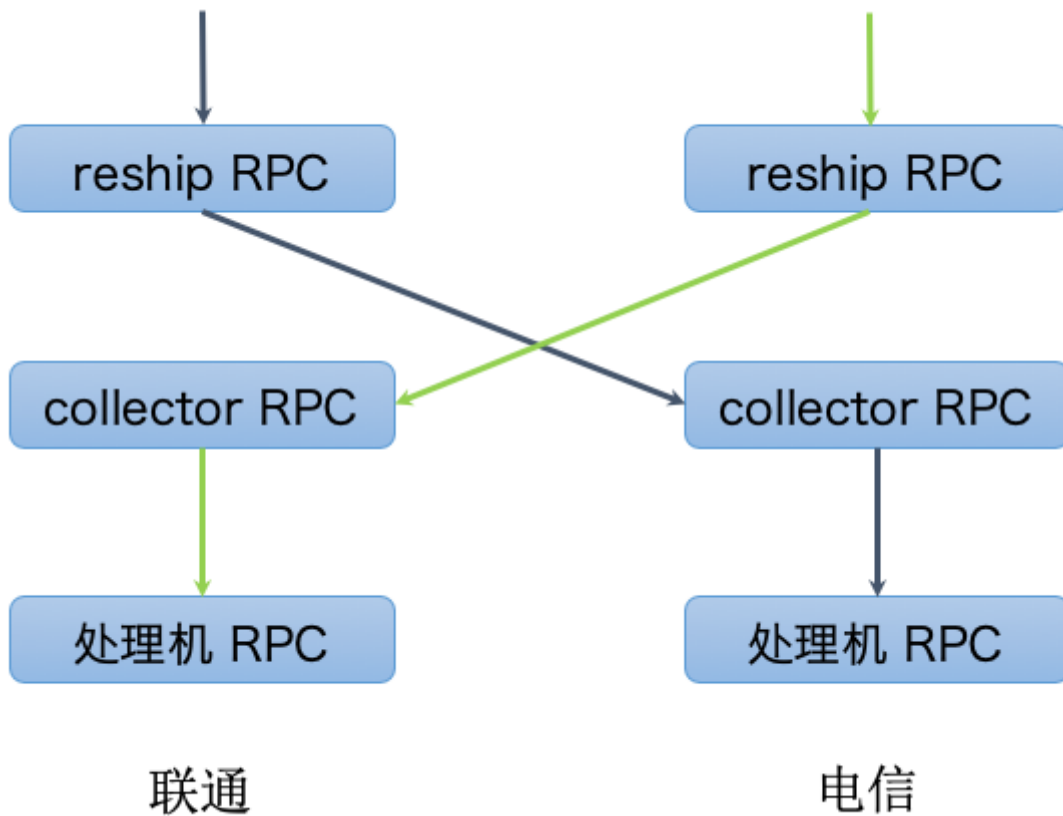 reship RPC
reship RPC
collector RPC
collector RPC
处理机 RPC
处理机 RPC
联通
电信